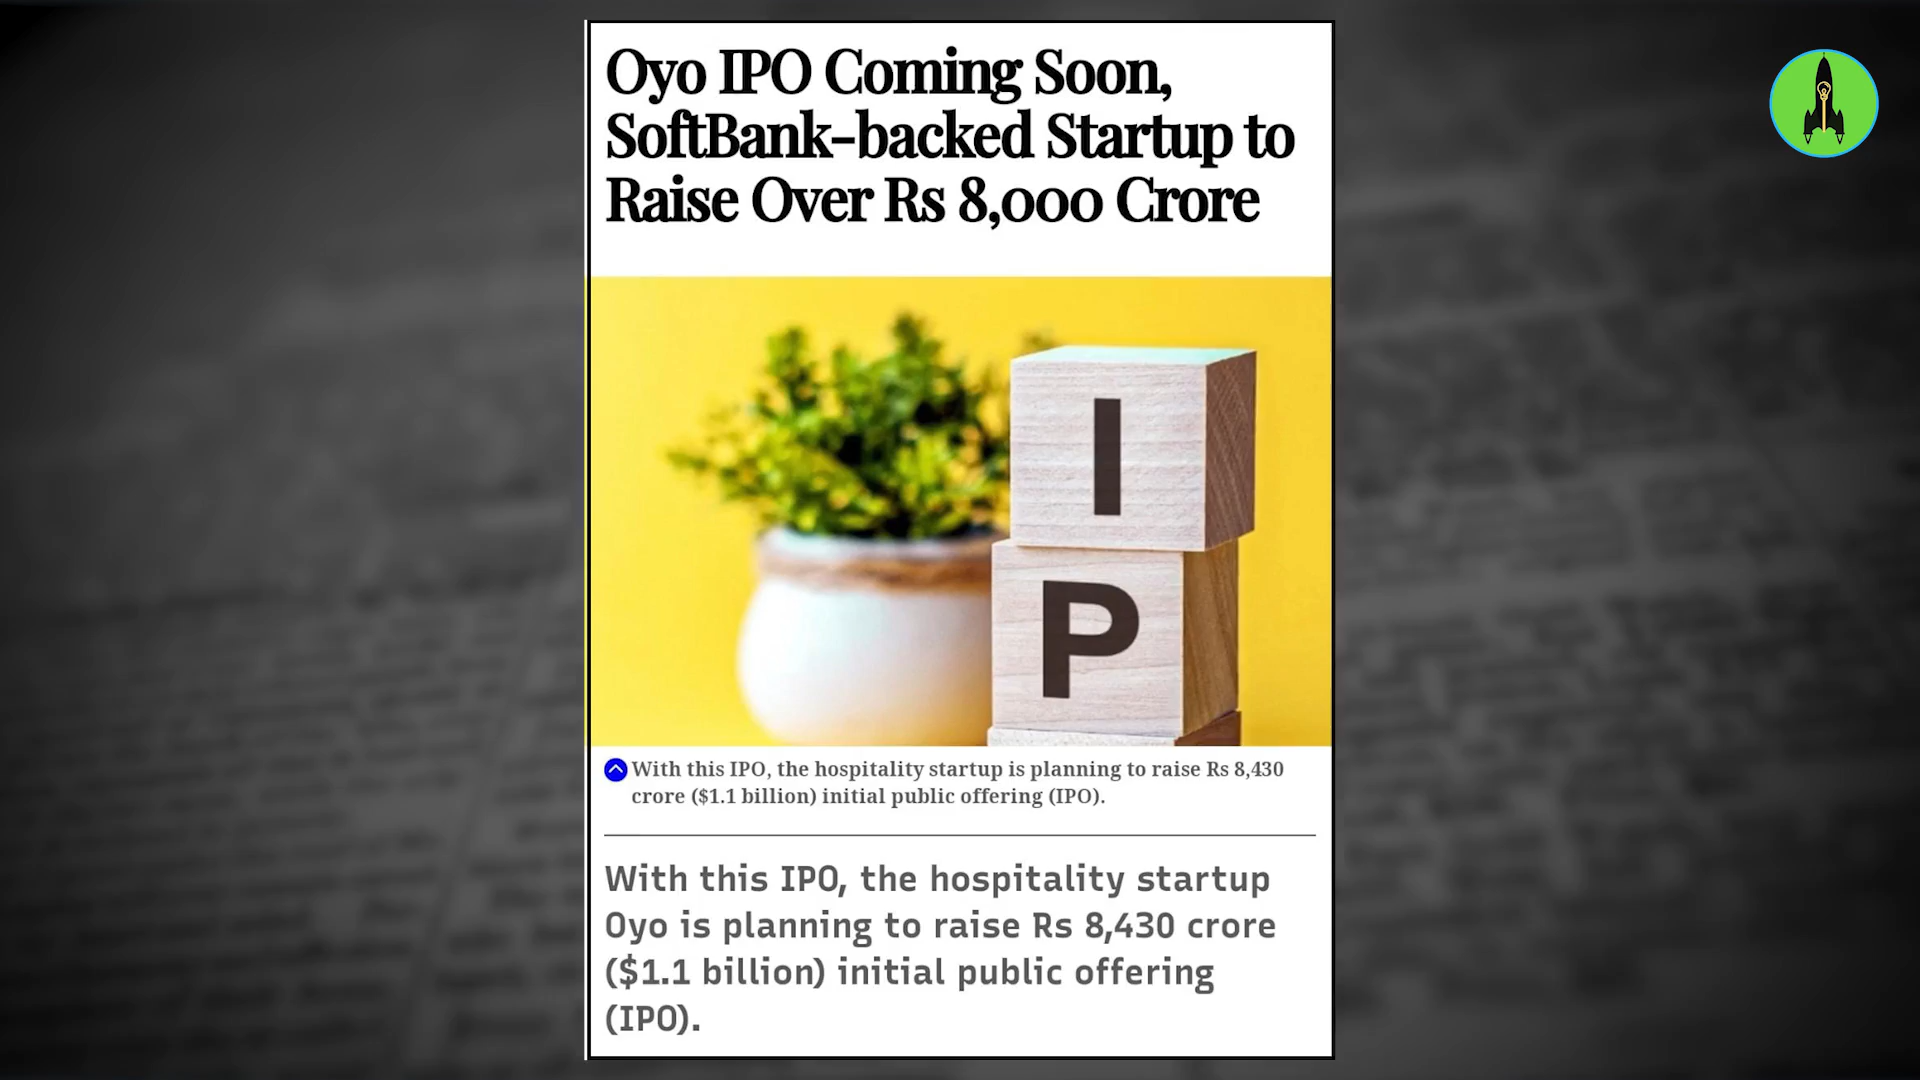 Oyo IPO Coming Soon,
SoftBank-backed Startup to
Raise Over Rs 8,000 Crore
I
P
With this IPO, the hospitality startup is planning to raise Rs 8,430
crore ($1.1 billion) initial public offering (IPO).
With this IPO, the hospitality startup
Oyo is planning to raise Rs 8,430 crore
($1.1 billion) initial public offering
(IPO).